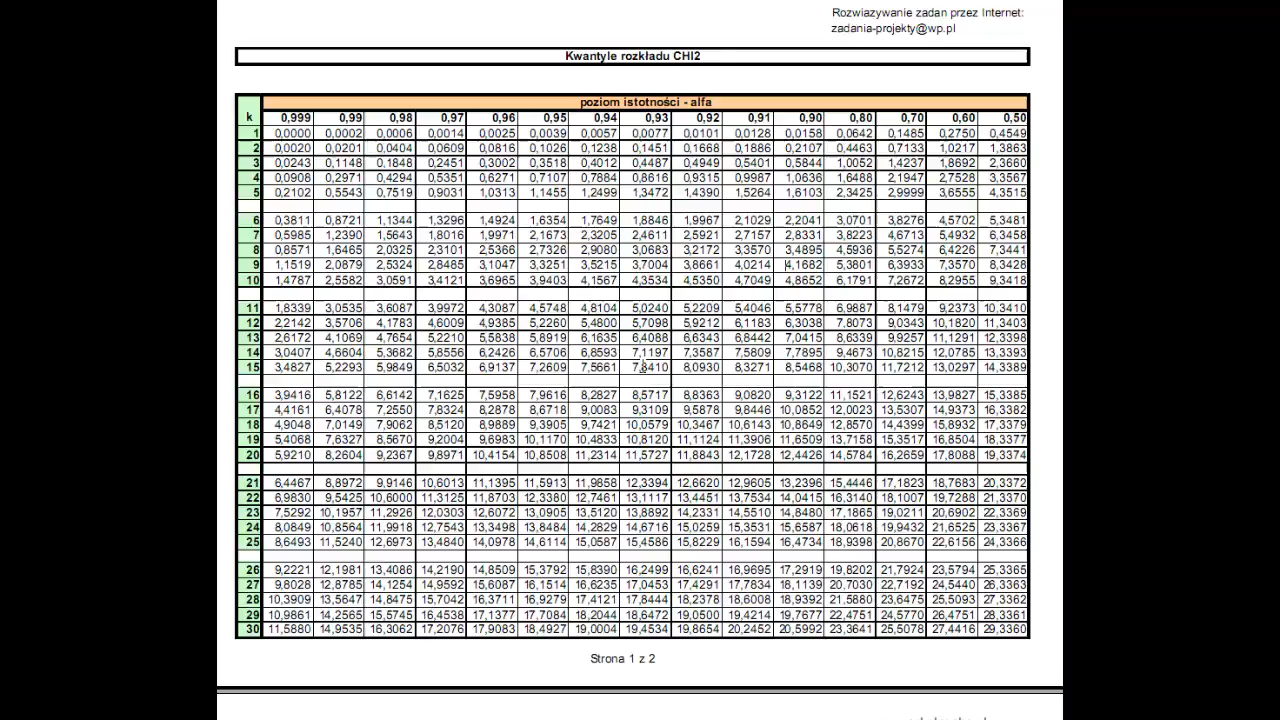 Rozwiazywanie zadan przez Internet:
zadania-projekty@wp.pl
Kwantyle rozkładu CHI2
poziom istotności - alfa
k 0,999 0,99 0,98 0,97 0,96 0,95 0,94 0,93 0,92 0,91 0,90 0,80 0,70 0,60 0,50
1 0,0000 0,0002 0,0006 0,0014 0,0025 0,0039 0,0057 0,0077 0,0101 0,0128 0,0158 0,0642 0,1485 0,2750 0,4549
2 0,0020 0,0201 0,0404 0,0609 0,0816 0,1026 0,1238 0,1451 0,1668 0,1886 0,2107 0,4463 0,7133 1,0217 1,3863
3 0,0243 0,1148 0,1848 0,2451 0,3002 0,3518 0,4012 0,4487 0,4949 0,5401 0,5844 1,0052 1,4237 1,8692 2,3660
4 0,0908 0,2971 0,4294 0,5351 0,6271 0,7107 0,7884 0,8616 0,9315 0,9987 1,0636 1,6488 2,1947 2,7528 3,3567
5 0,2102 0,5543 0,7519 0,9031 1,0313 1,1455 1,2499 1,3472 1,4390 1,5264 1,6103 2,3425 2,9999 3,6555 4,3515
6 0,3811 0,8721 1,1344 1,3296 1,4924 1,6354 1,7649 1,8846 1,9967 2,1029 2,2041 3,0701 3,8276 4,5702 5,3481
7 0,5985 1,2390 1,5643 1,8016 1,9971 2,1673 2,3205 2,4611 2,5921 2,7157 2,8331 3,8223 4,6713 5,4932 6,3458
8 0,8571 1,6465 2,0325 2,3101 2,5366 2,7326 2,9080 3,0683 3,2172 3,3570 3,4895 4,5936 5,5274 6,4226 7,3441
9 1,1519 2,0879 2,5324 2,8485 3,1047 3,3251 3,5215 3,7004 3,8661 4,0214 4,1682 5,3801 6,3933 7,3570 8,3428
10 1,4787 2,5582 3,0591 3,4121 3,6965 3,9403 4,1567 4,3534 4,5350 4,7049 4,8652 6,1791 7,2672 8,2955 9,3418
11 1,8339 3,0535 3,6087 3,9972 4,3087 4,5748 4,8104 5,0240 5,2209 5,4046 5,5778 6,9887 8,1479 9,2373 10,3410
12 2,2142 3,5706 4,1783 4,6009 4,9385 5,2260 5,4800 5,7098 5,9212 6,1183 6,3038 7,8073 9,0343 10,1820 11,3403
13 2,6172 4,1069 4,7654 5,2210 5,5838 5,8919 6,1635 6,4088 6,6343 6,8442 7,0415 8,6339 9,9257 11,1291 12,3398
14 3,0407 4,6604 5,3682 5,8556 6,2426 6,5706 6,8593 7,1197 7,3587 7,5809 7,7895 9,4673 10,8215 12,0785 13,3393
15 3,4827 5,2293 5,9849 6,5032 6,9137 7,2609 7,5661 8,0930 8,3271 8,5468 10,3070 11,7212 13,0297 14,3389
16 3,9416 5,8122 6,6142 7,1625 7,5958 7,9616 8,2827 8,5717 8,8363 9,0820 9,3122 11,1521 12,6243 13,9827 15,3385
17 4,4161 6,4078 7,2550 7,8324 8,2878 8,6718 9,0083 9,3109 9,5878 9,8446 10,0852 12,0023 13,5307 14,9373 16,3382
18 4,9048 7,0149 7,9062 8,5120 8,9889 9,3905 9,7421 10,0579 10,3467 10,6143 10,8649 12,8570 14,4399 15,8932 17,3379
19 5,4068 7,6327 8,5670 9,2004 9,6983 10,1170 10,4833 10,8120 11,1124 11,3906 11,6509 13,7158 15,3517 16,8504 18,3377
20 5,9210 8,2604 9,2367 9,8971 10,4154 10,8508 11,2314 11,5727 11,8843 12,1728 12,4426 14,5784 16,2659 17,8088 19,3374
21 6,4467 8,8972 9,9146 10,6013 11,1395 11,5913 11,9858 12,3394 12,6620 12,9605 13,2396 15,4446 17,1823 18,7683 20,3372
22 6,9830 9,5425 10,6000 11,3125 11,8703 12,3380 12,7461 13,1117 13,4451 13,7534 14,0415 16,3140 18,1007 19,7288 21,3370
23 7,5292 10,1957 11,2926 12,0303 12,6072 13,0905 13,5120 13,8892 14,2331 14,5510 14,8480 17,1865 19,0211 20,6902 22,3369
24 8,0849 10,8564 11,9918 12,7543 13,3498 13,8484 14,2829 14,6716 15,0259 15,3531 15,6587 18,0618 19,9432 21,6525 23,3367
25 8,6493 11,5240 12,6973 13,4840 14,0978 14,6114 15,0587 15,4586 15,8229 16,1594 16,4734 18,9398 20,8670 22,6156 24,3366
26 9,2221 12,1981 13,4086 14,2190 14,8509 15,3792 15,8390 16,2499 16,6241 16,9695 17,2919 19,8202 21,7924 23,5794 25,3365
27 9,8028 12,8785 14,1254 14,9592 15,6087 16,1514 16,6235 17,0453 17,4291 17,7834 18,1139 20,7030 22,7192 24,5440 26,3363
28 10,3909 13,5647 14,8475 15,7042 16,3711 16,9279 17,4121 17,8444 18,2378 18,6008 18,9392 21,5880 23,6475 25,5093 27,3362
29 10,9861 14,2565 15,5745 16,4538 17,1377 17,7084 18,2044 18,6472 19,0500 19,4214 19,7677 22,4751 24,5770 26,4751 28,3361
30 11,5880 14,9535 16,3062 17,2076 17,9083 18,4927 19,0004 19,4534 19,8654 20,2452 20,5992 23,3641 25,5078 27,4416 29,3360
Strona 1 z 2